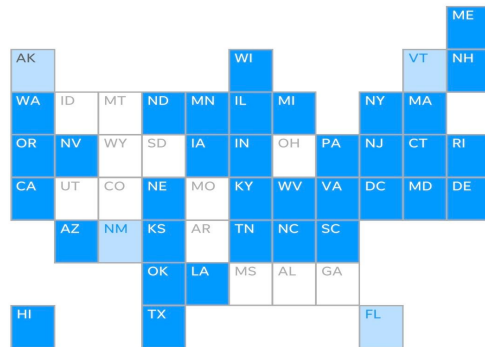 ME
AK WI VT NH
WA ID MT ND MN IL MI NY MA
OR NV WY SD IA IN OH PA NJ CT RI
CA UT CO NE MO KY WV VA DC MD DE
AZ NM KS AR TN NC SC
OK LA MS AL GA
HI TX FL